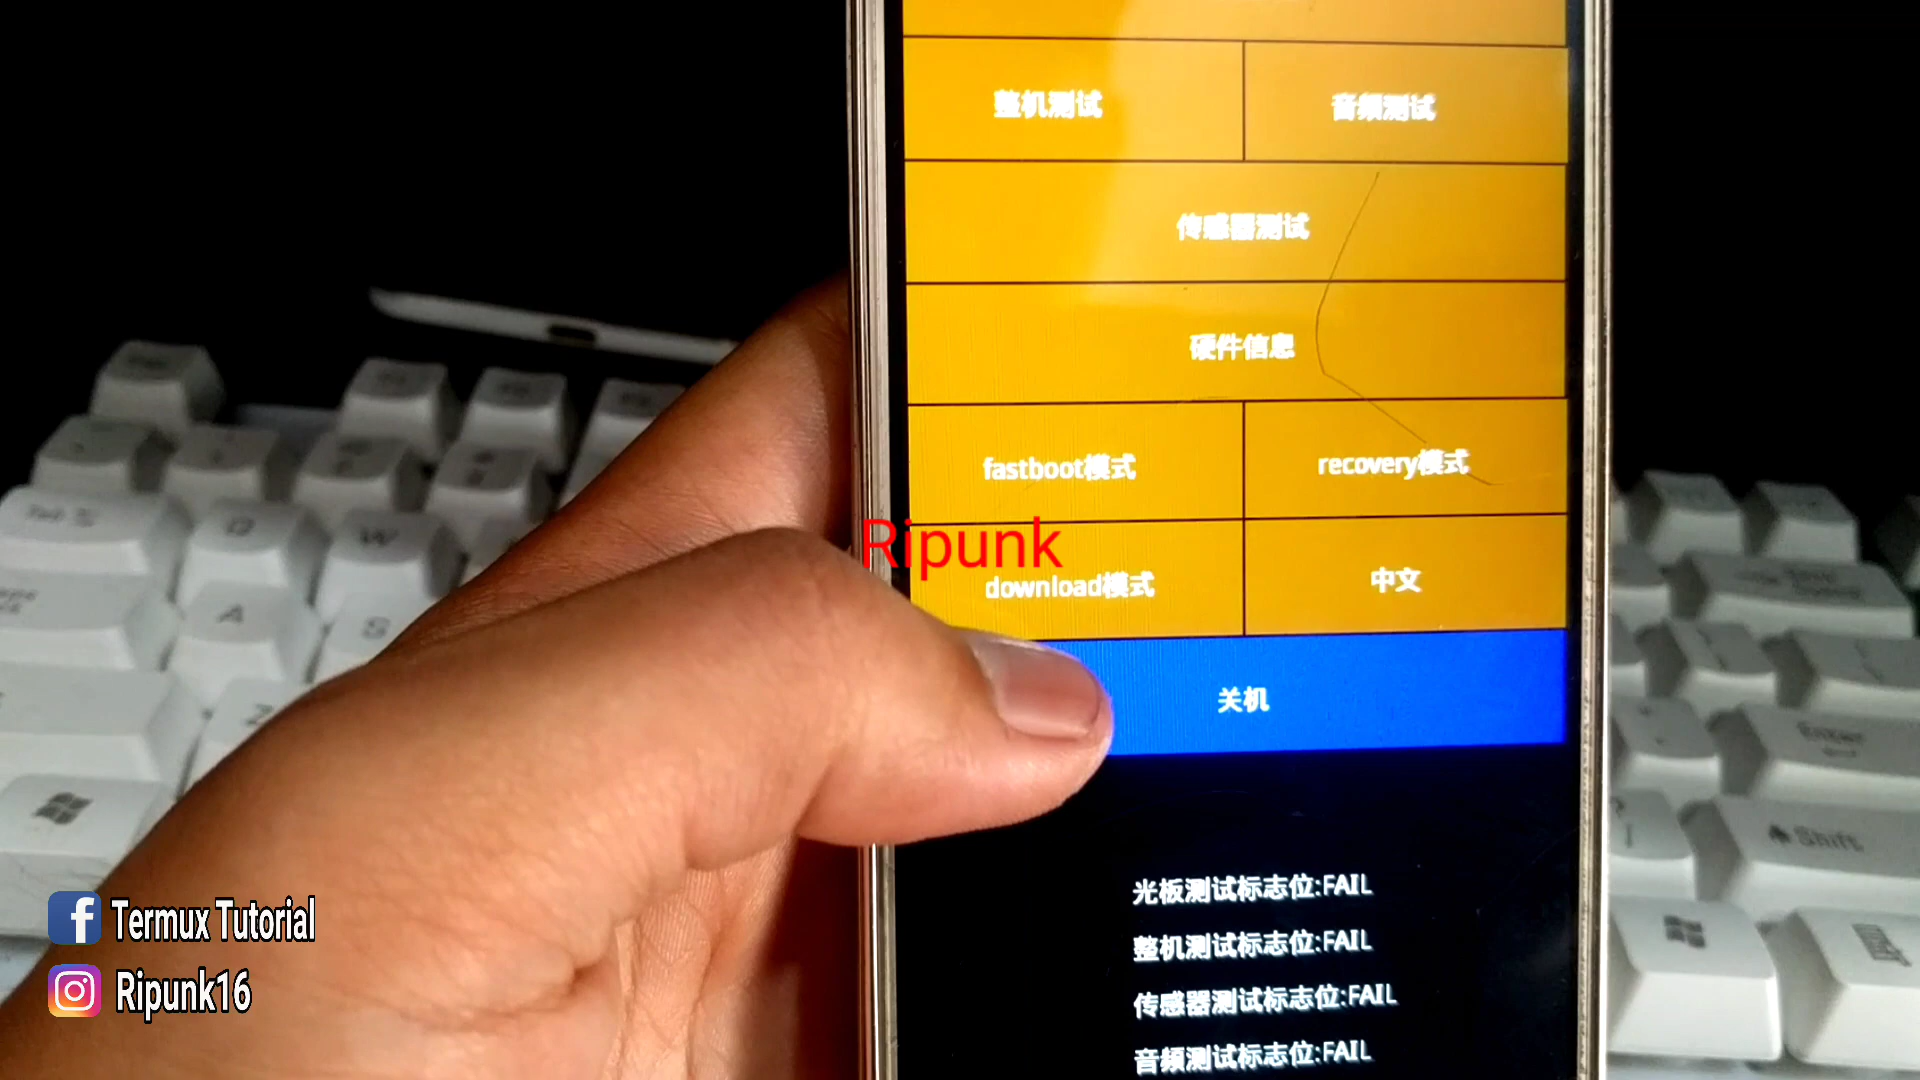 整机测试
音频测试
传感器测试
硬件信息
fastboot模式
recovery模式
Ripunk
download模式
中文
关机
光板测试标志位:FAIL
整机测试标志位:FAIL
传感器测试标志位:FAIL
音频测试标志位:FAIL
Termux Tutorial
Ripunk16
Q
W
A
S
Z
Enter
Shift